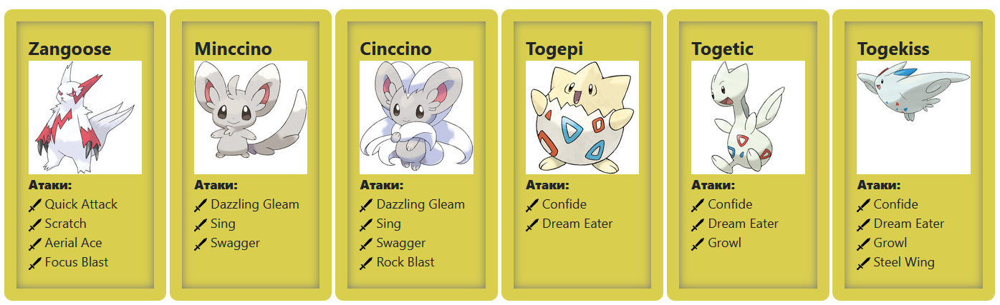 Zangoose
Атаки:
Quick Attack
Scratch
Aerial Ace
Focus Blast
Minccino
Атаки:
Dazzling Gleam
Sing
Swagger
Cinccino
Атаки:
Dazzling Gleam
Sing
Swagger
Rock Blast
Togepi
Атаки:
Confide
Dream Eater
Togetic
Атаки:
Confide
Dream Eater
Growl
Togekiss
Атаки:
Confide
Dream Eater
Growl
Steel Wing